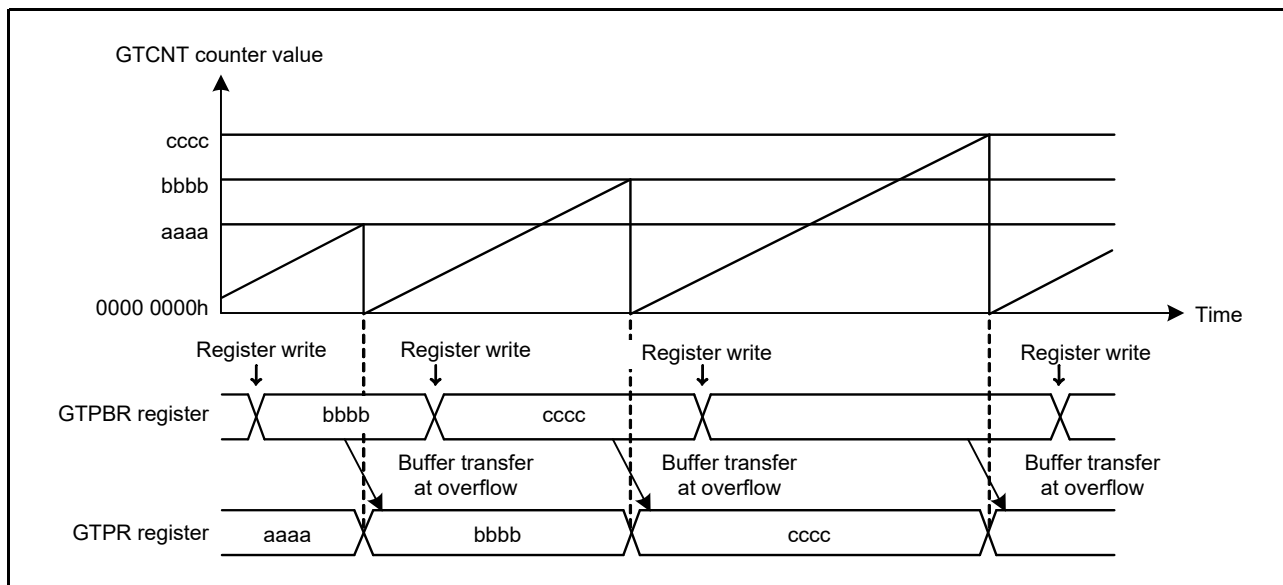 GTCNT counter value
cccc
bbbb
aaaa
0000 0000h
Time
Register write
Register write
Register write
Register write
GTPBR register
bbbb
cccc
Buffer transfer
at overflow
Buffer transfer
at overflow
Buffer transfer
at overflow
GTPR register
aaaa
bbbb
cccc